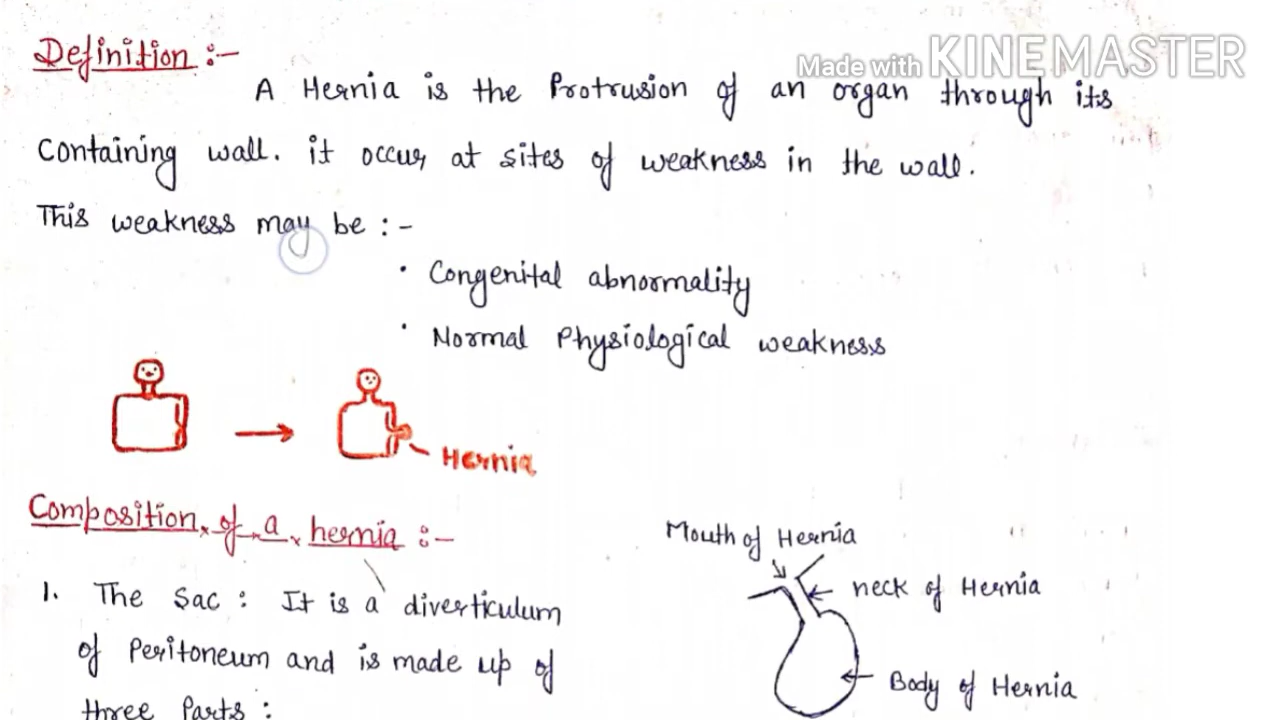 Made with KINEMASTER
Definition :-
A Hernia is the Protrusion of an organ through its
Containing wall. it occur at sites of weakness in the wall.
This weakness may be :-
• Congenital abnormality
• Normal Physiological weakness
Hernia
Composition of a hernia :-
Mouth of Hernia
neck of Hernia
Body of Hernia
1. The Sac : It is a diverticulum
of Peritoneum and is made up of
three Parts :